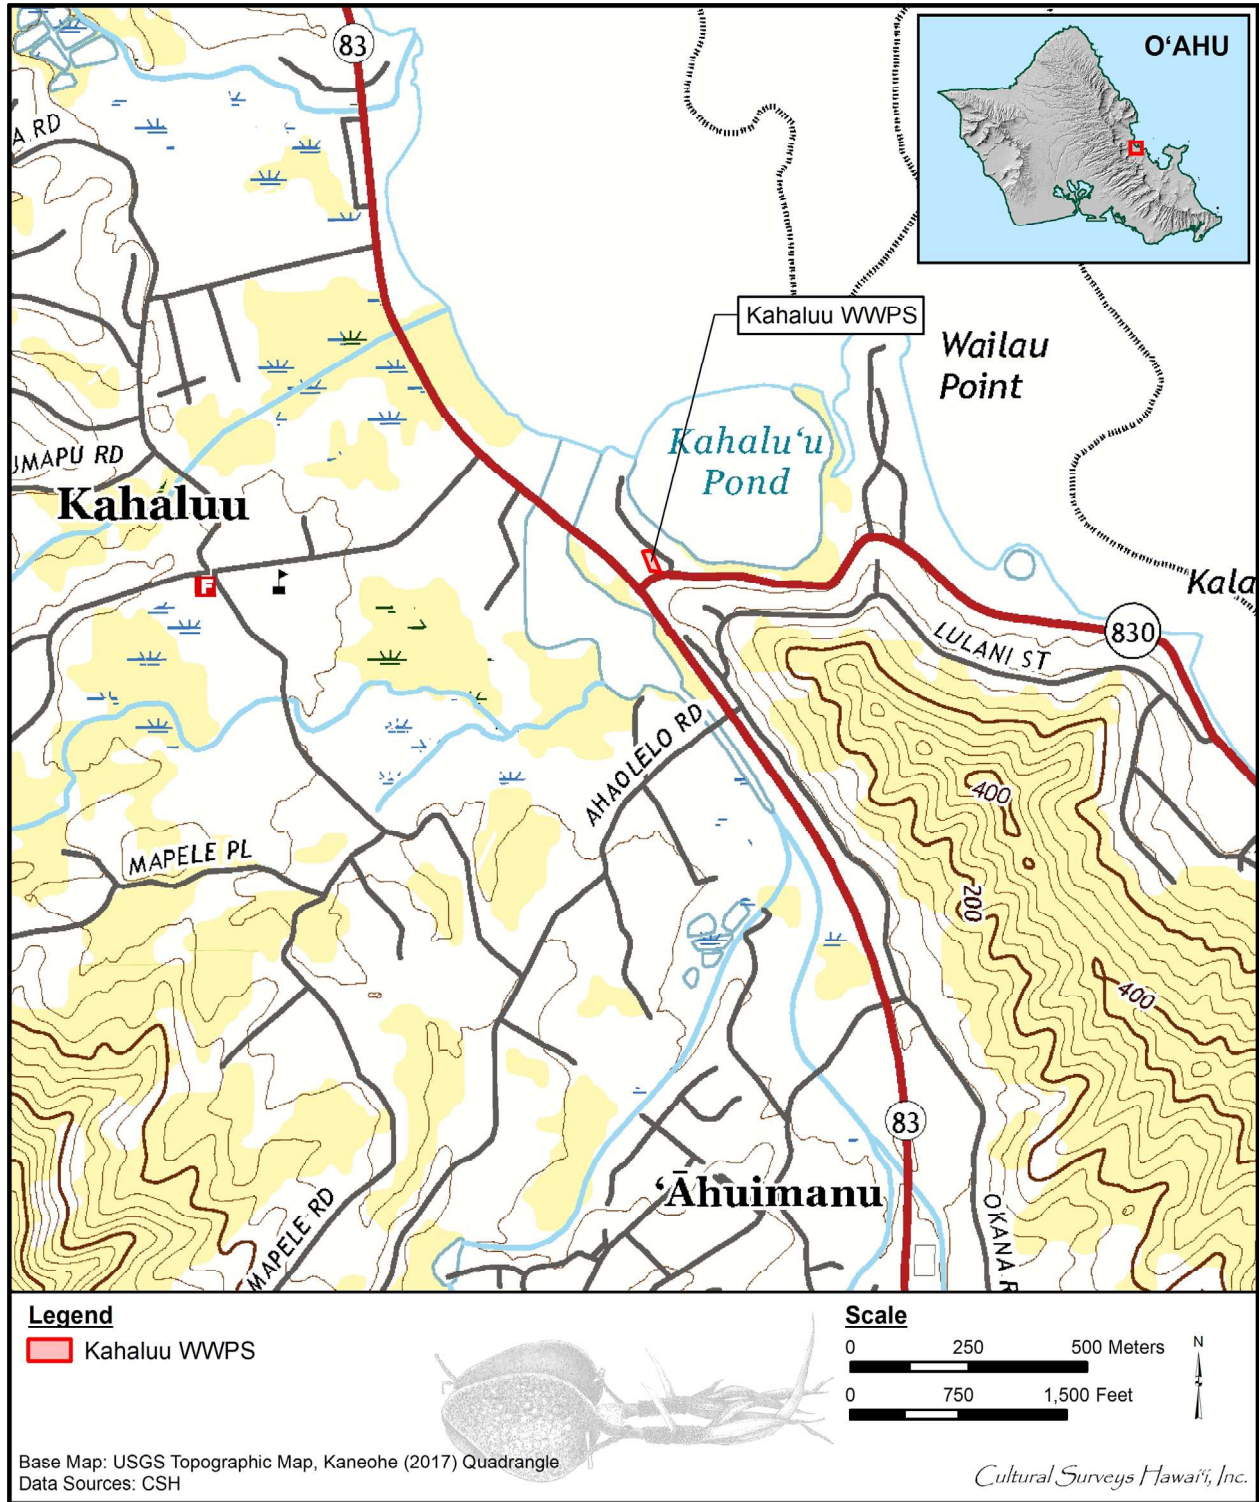 83
O‘AHU
A RD
Kahaluu WWPS
Wailau
Point
Kahalu‘u
Pond
UMAPU RD
Kahaluu
F
Kala
830
LULANI ST
AHAOLELO RD
400
MAPELE PL
200
400
83
‘Āhuimanu
MAPELE RD
OKANA R
Legend
Kahaluu WWPS
Scale
0 250 500 Meters
0 750 1,500 Feet
N
Base Map: USGS Topographic Map, Kaneohe (2017) Quadrangle
Data Sources: CSH
Cultural Surveys Hawai‘i, Inc.